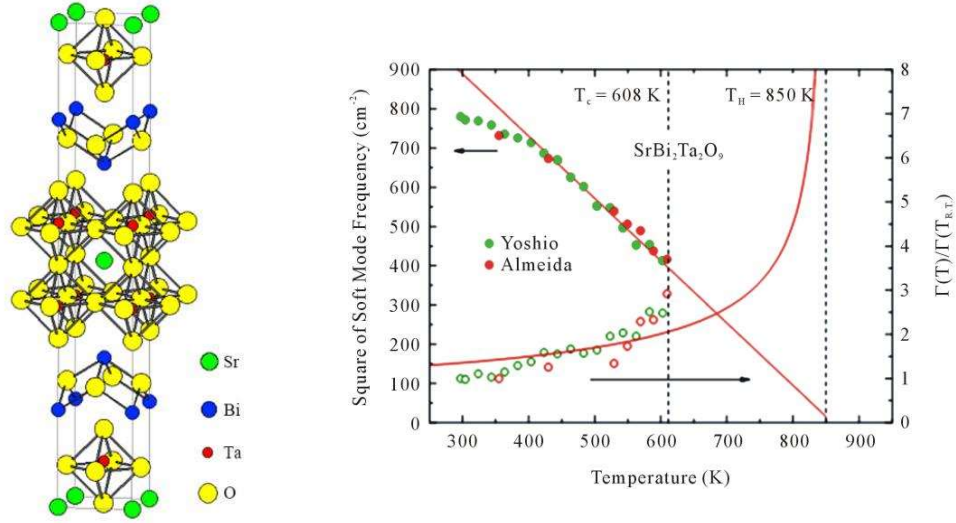 Sr
Bi
Ta
O
900
800
700
600
500
400
300
200
100
0
Square of Soft Mode Frequency (cm⁻²)
T_c = 608 K
T_H = 850 K
SrBi₂Ta₂O₉
Yoshio
Almeida
8
7
6
5
4
3
2
1
0
Γ(T)/Γ(T_R.T.)
300 400 500 600 700 800 900
Temperature (K)